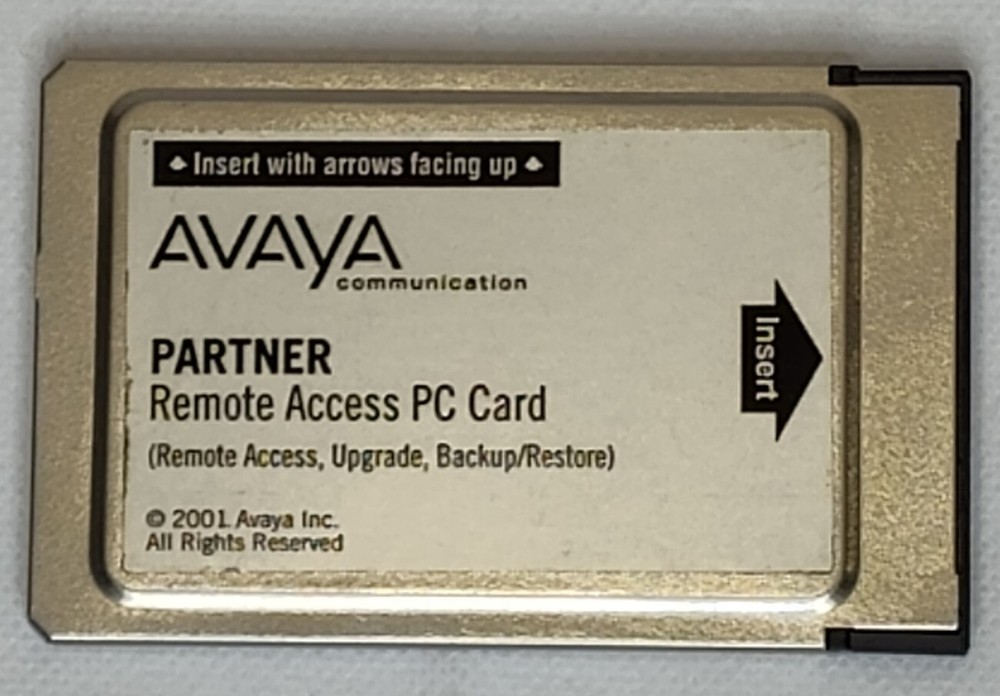 Insert with arrows facing up
AVAYA
communication
PARTNER
Remote Access PC Card
(Remote Access, Upgrade, Backup/Restore)
© 2001 Avaya Inc.
All Rights Reserved
Insert